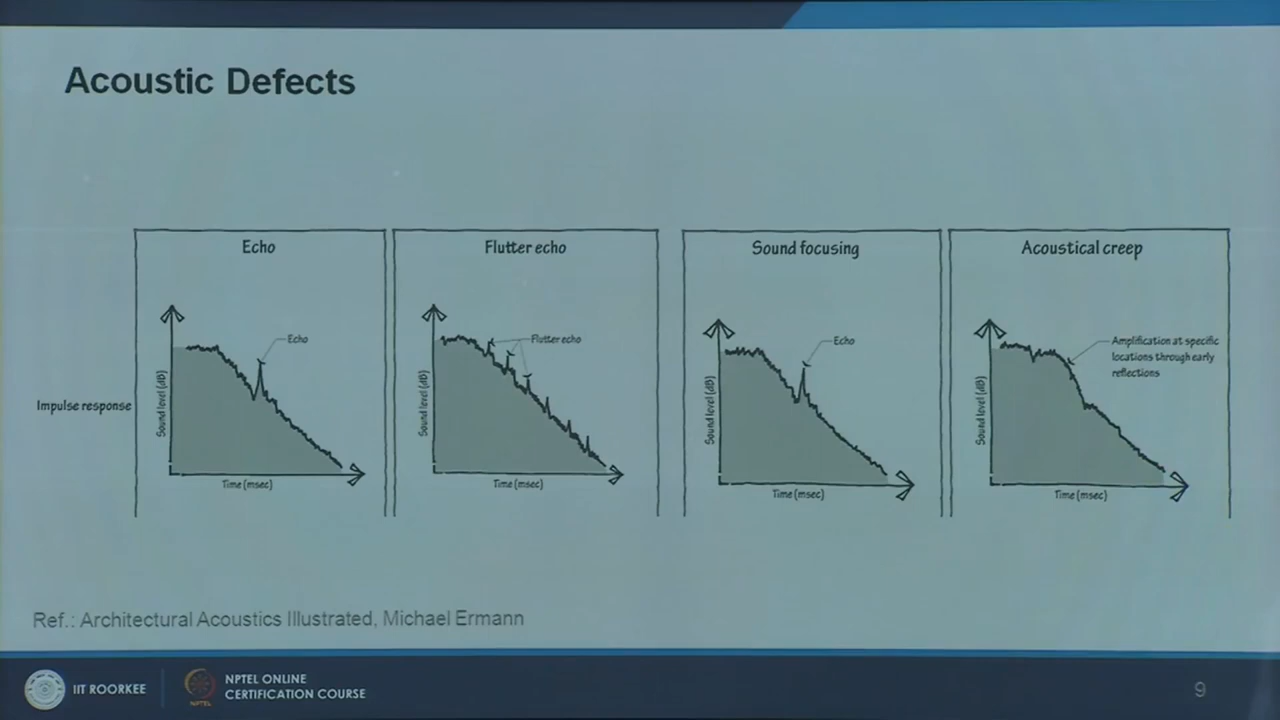 Acoustic Defects
Echo
Flutter echo
Sound focusing
Acoustical creep
Impulse response
Sound level (dB)
Echo
Time (msec)
Sound level (dB)
Flutter echo
Time (msec)
Sound level (dB)
Echo
Time (msec)
Sound level (dB)
Amplification at specific
locations through early
reflections
Time (msec)
Ref.: Architectural Acoustics Illustrated, Michael Ermann
IIT ROORKEE
NPTEL
NPTEL ONLINE
CERTIFICATION COURSE
9